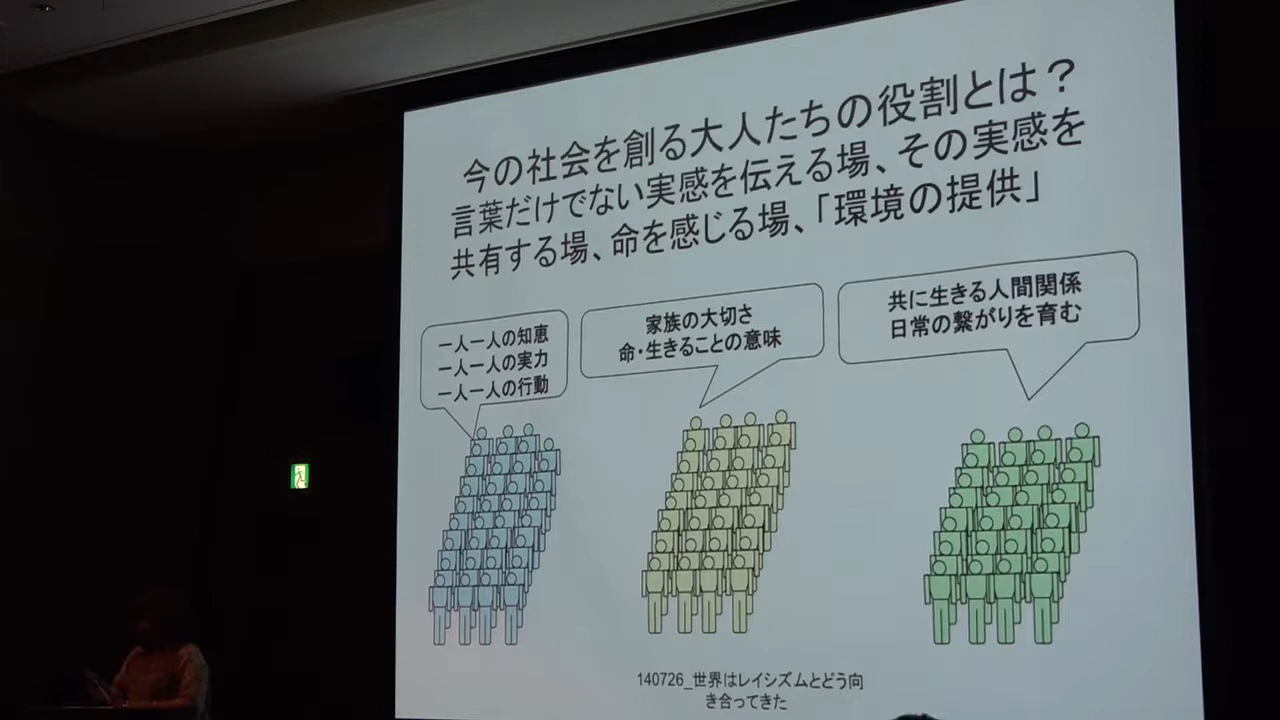 今の社会を創る大人たちの役割とは？
言葉だけでない実感を伝える場、その実感を
共有する場、命を感じる場、「環境の提供」
一人一人の知恵
一人一人の実力
一人一人の行動
家族の大切さ
命・生きることの意味
共に生きる人間関係
日常の繋がりを育む
140726_世界はレイシズムとどう向
き合ってきた